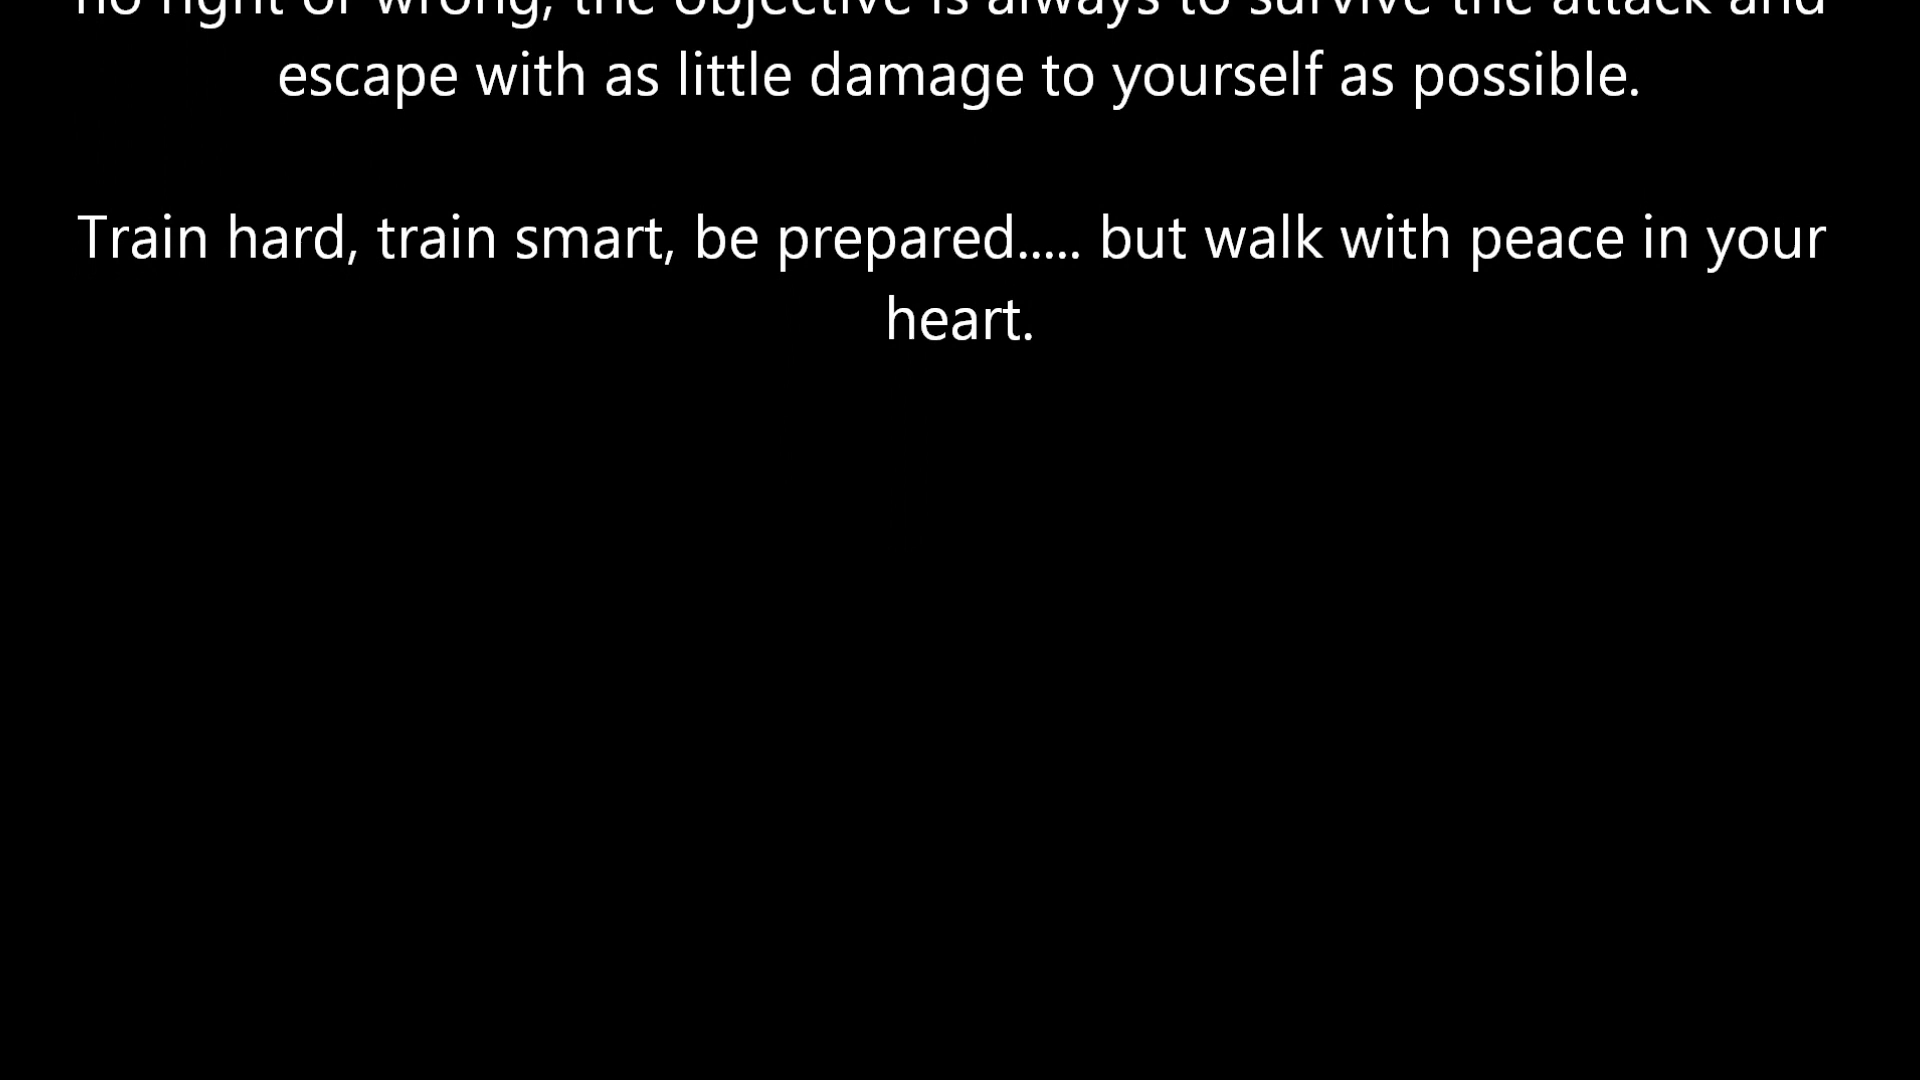 no right or wrong, the objective is always to survive the attack and
escape with as little damage to yourself as possible.
Train hard, train smart, be prepared..... but walk with peace in your
heart.